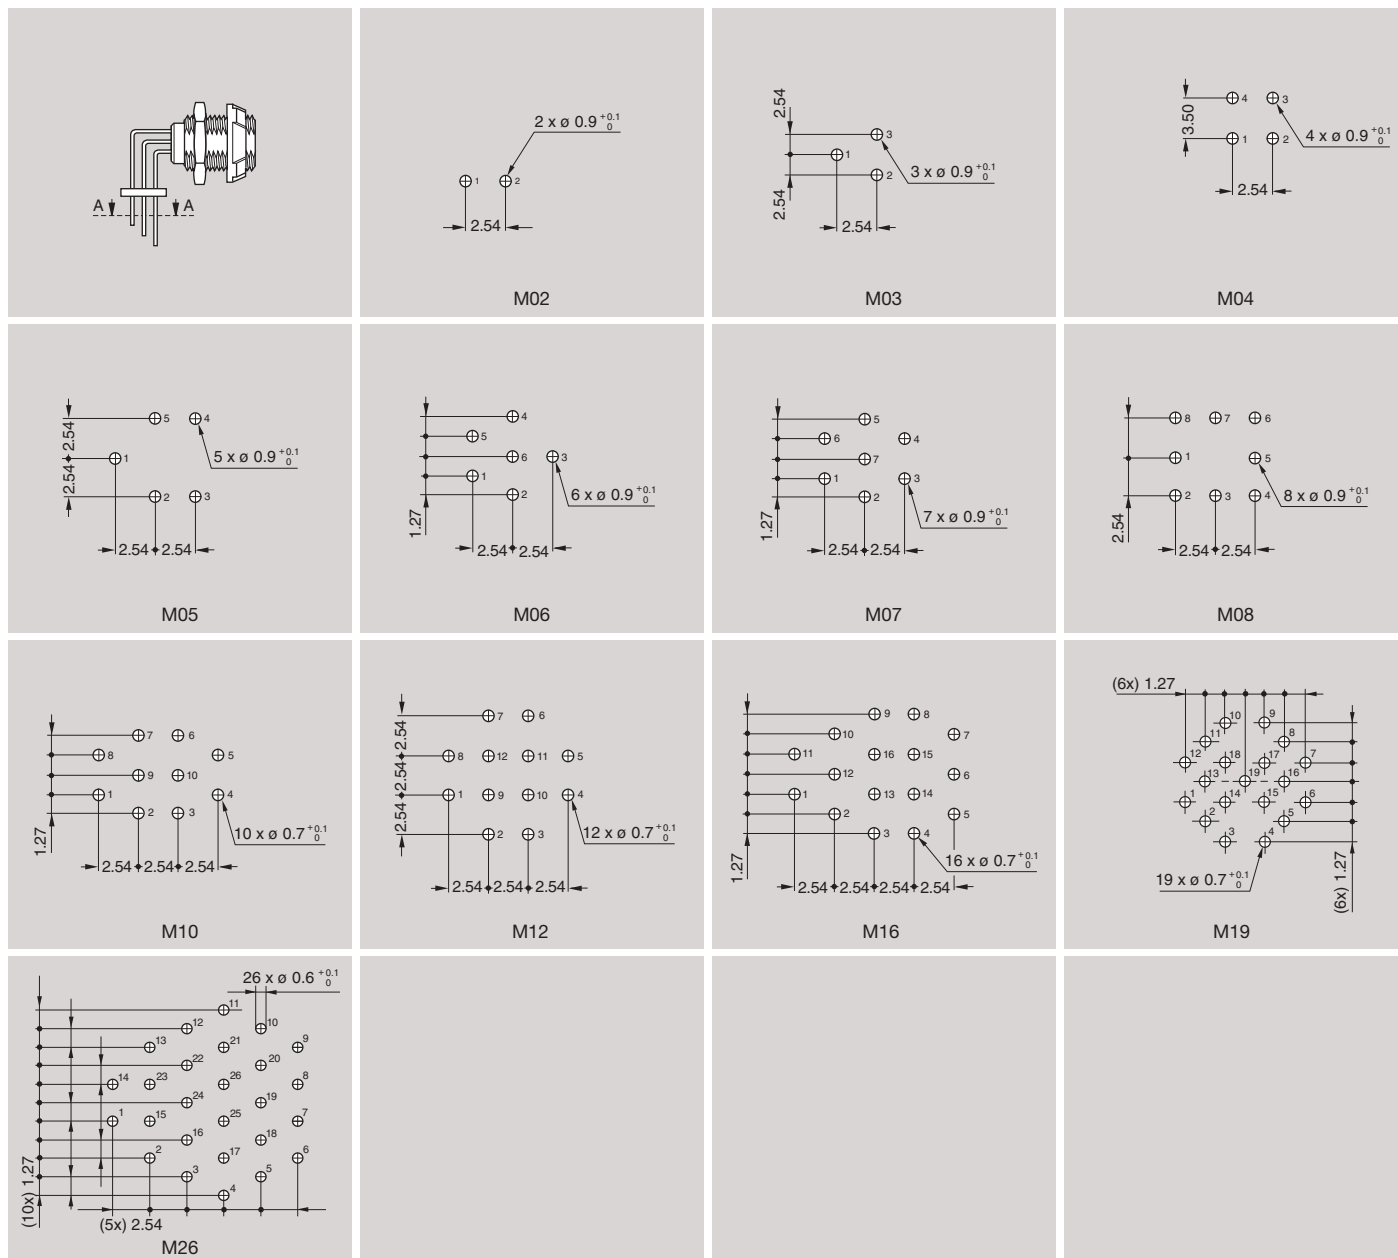 A A
2 x ø 0.9 +0.1 0
1 2
2.54
M02
2.54
3
1
2
3 x ø 0.9 +0.1 0
2.54
2.54
M03
3.50
4 3
1 2
4 x ø 0.9 +0.1 0
2.54
M04
2.54
2.54
5 4
1
2 3
5 x ø 0.9 +0.1 0
2.54 2.54
M05
4
5
6 3
1
2
6 x ø 0.9 +0.1 0
1.27
2.54 2.54
M06
5
6 4
7
1 3
2
7 x ø 0.9 +0.1 0
1.27
2.54 2.54
M07
8 7 6
1 5
2 3 4
8 x ø 0.9 +0.1 0
2.54
2.54 2.54
M08
7 6
8 5
9 10
1 4
2 3
10 x ø 0.7 +0.1 0
1.27
2.54 2.54 2.54
M10
2.54
2.54
2.54
7 6
8 12 11 5
1 9 10 4
2 3
12 x ø 0.7 +0.1 0
2.54 2.54 2.54
M12
9 8
10 7
11 16 15
12 6
1 13 14
2 5
3 4
16 x ø 0.7 +0.1 0
1.27
2.54 2.54 2.54 2.54
M16
(6x) 1.27
10 9
11 8
12 18 17 7
13 19 16
1 14 15 6
2 5
3 4
19 x ø 0.7 +0.1 0
(6x) 1.27
M19
26 x ø 0.6 +0.1 0
11
12 10
13 21 9
22 20
14 23 26 8
24 19
1 15 25 7
16 18
2 17 6
3 5
4
(10x) 1.27
(5x) 2.54
M26